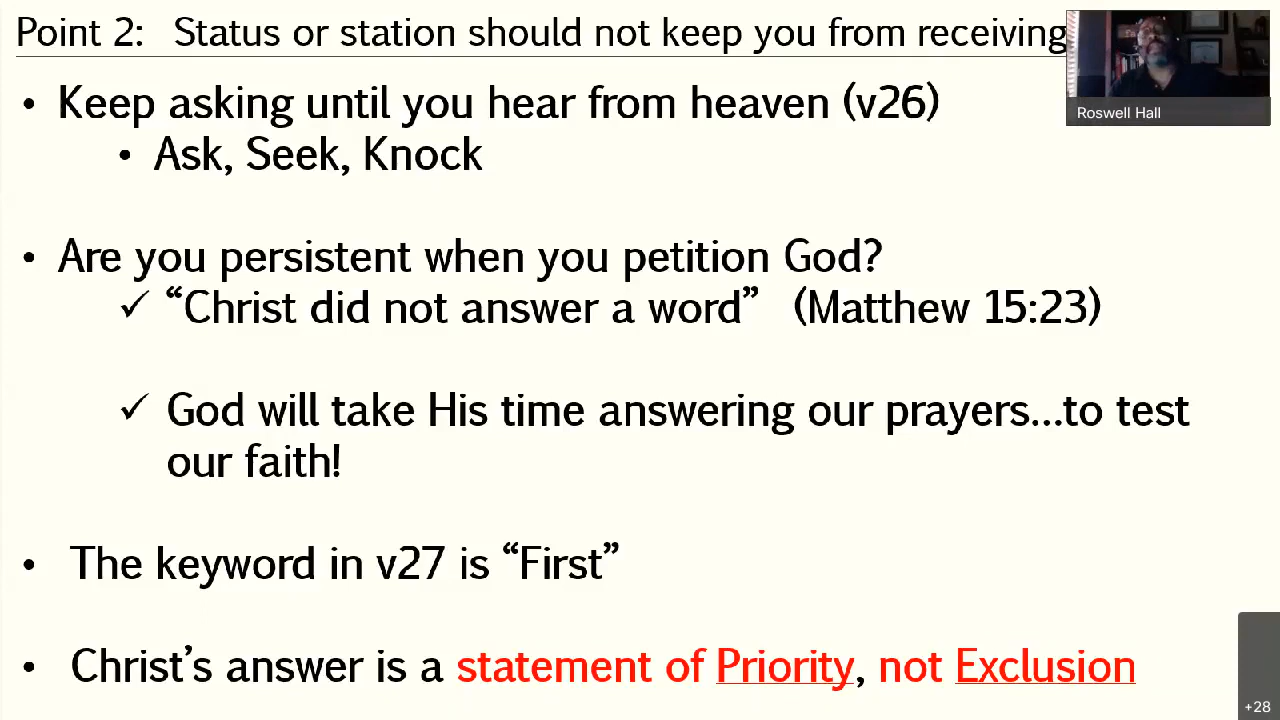 Point 2: Status or station should not keep you from receiving
Roswell Hall
• Keep asking until you hear from heaven (v26)
• Ask, Seek, Knock
• Are you persistent when you petition God?
✓ “Christ did not answer a word” (Matthew 15:23)
✓ God will take His time answering our prayers...to test
our faith!
• The keyword in v27 is “First”
• Christ’s answer is a statement of Priority, not Exclusion
+28